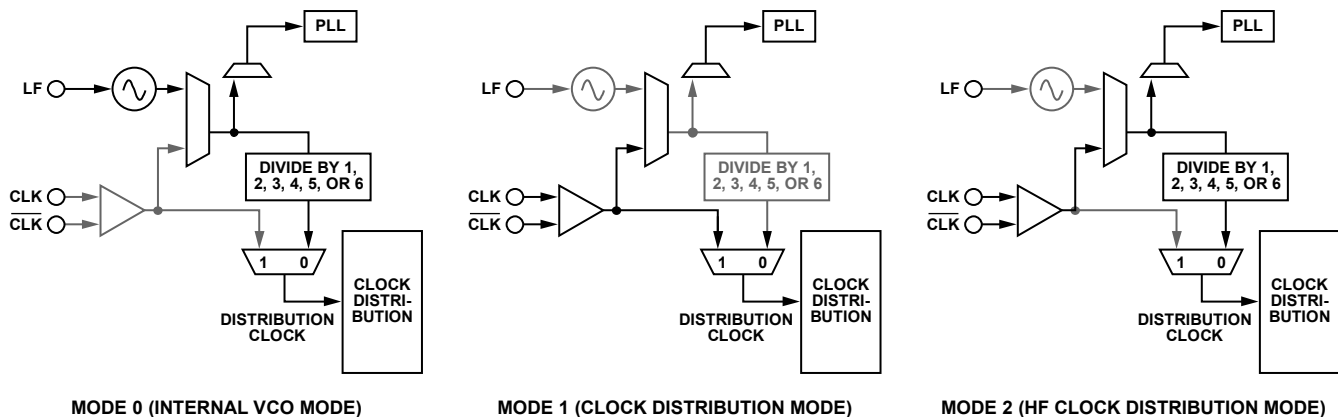 PLL
LF
DIVIDE BY 1,
2, 3, 4, 5, OR 6
CLK
CLK
1 0
CLOCK
DISTRI-
BUTION
DISTRIBUTION
CLOCK
MODE 0 (INTERNAL VCO MODE)
PLL
LF
DIVIDE BY 1,
2, 3, 4, 5, OR 6
CLK
CLK
1 0
CLOCK
DISTRI-
BUTION
DISTRIBUTION
CLOCK
MODE 1 (CLOCK DISTRIBUTION MODE)
PLL
LF
DIVIDE BY 1,
2, 3, 4, 5, OR 6
CLK
CLK
1 0
CLOCK
DISTRI-
BUTION
DISTRIBUTION
CLOCK
MODE 2 (HF CLOCK DISTRIBUTION MODE)